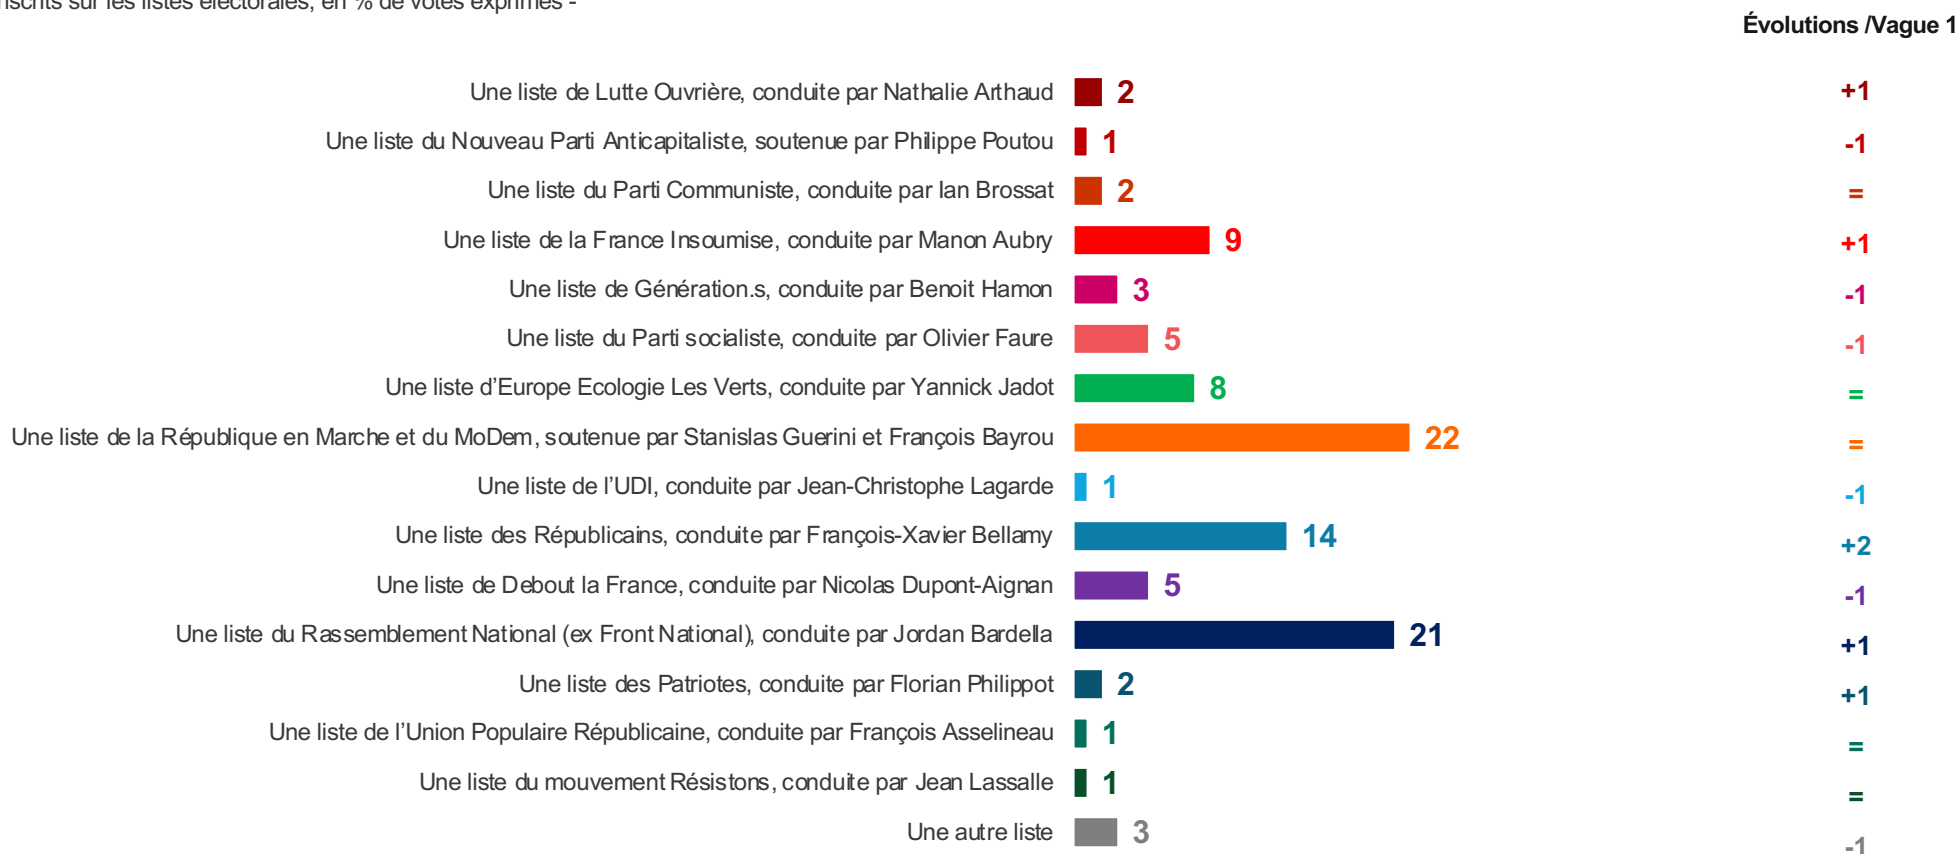 inscrits sur les listes électorales, en % de votes exprimés -
Évolutions /Vague 1
Une liste de Lutte Ouvrière, conduite par Nathalie Arthaud 2 +1
Une liste du Nouveau Parti Anticapitaliste, soutenue par Philippe Poutou 1 -1
Une liste du Parti Communiste, conduite par Ian Brossat 2 =
Une liste de la France Insoumise, conduite par Manon Aubry 9 +1
Une liste de Génération.s, conduite par Benoit Hamon 3 -1
Une liste du Parti socialiste, conduite par Olivier Faure 5 -1
Une liste d'Europe Ecologie Les Verts, conduite par Yannick Jadot 8 =
Une liste de la République en Marche et du MoDem, soutenue par Stanislas Guerini et François Bayrou 22 =
Une liste de l'UDI, conduite par Jean-Christophe Lagarde 1 -1
Une liste des Républicains, conduite par François-Xavier Bellamy 14 +2
Une liste de Debout la France, conduite par Nicolas Dupont-Aignan 5 -1
Une liste du Rassemblement National (ex Front National), conduite par Jordan Bardella 21 +1
Une liste des Patriotes, conduite par Florian Philippot 2 +1
Une liste de l'Union Populaire Républicaine, conduite par François Asselineau 1 =
Une liste du mouvement Résistons, conduite par Jean Lassalle 1 =
Une autre liste 3 -1